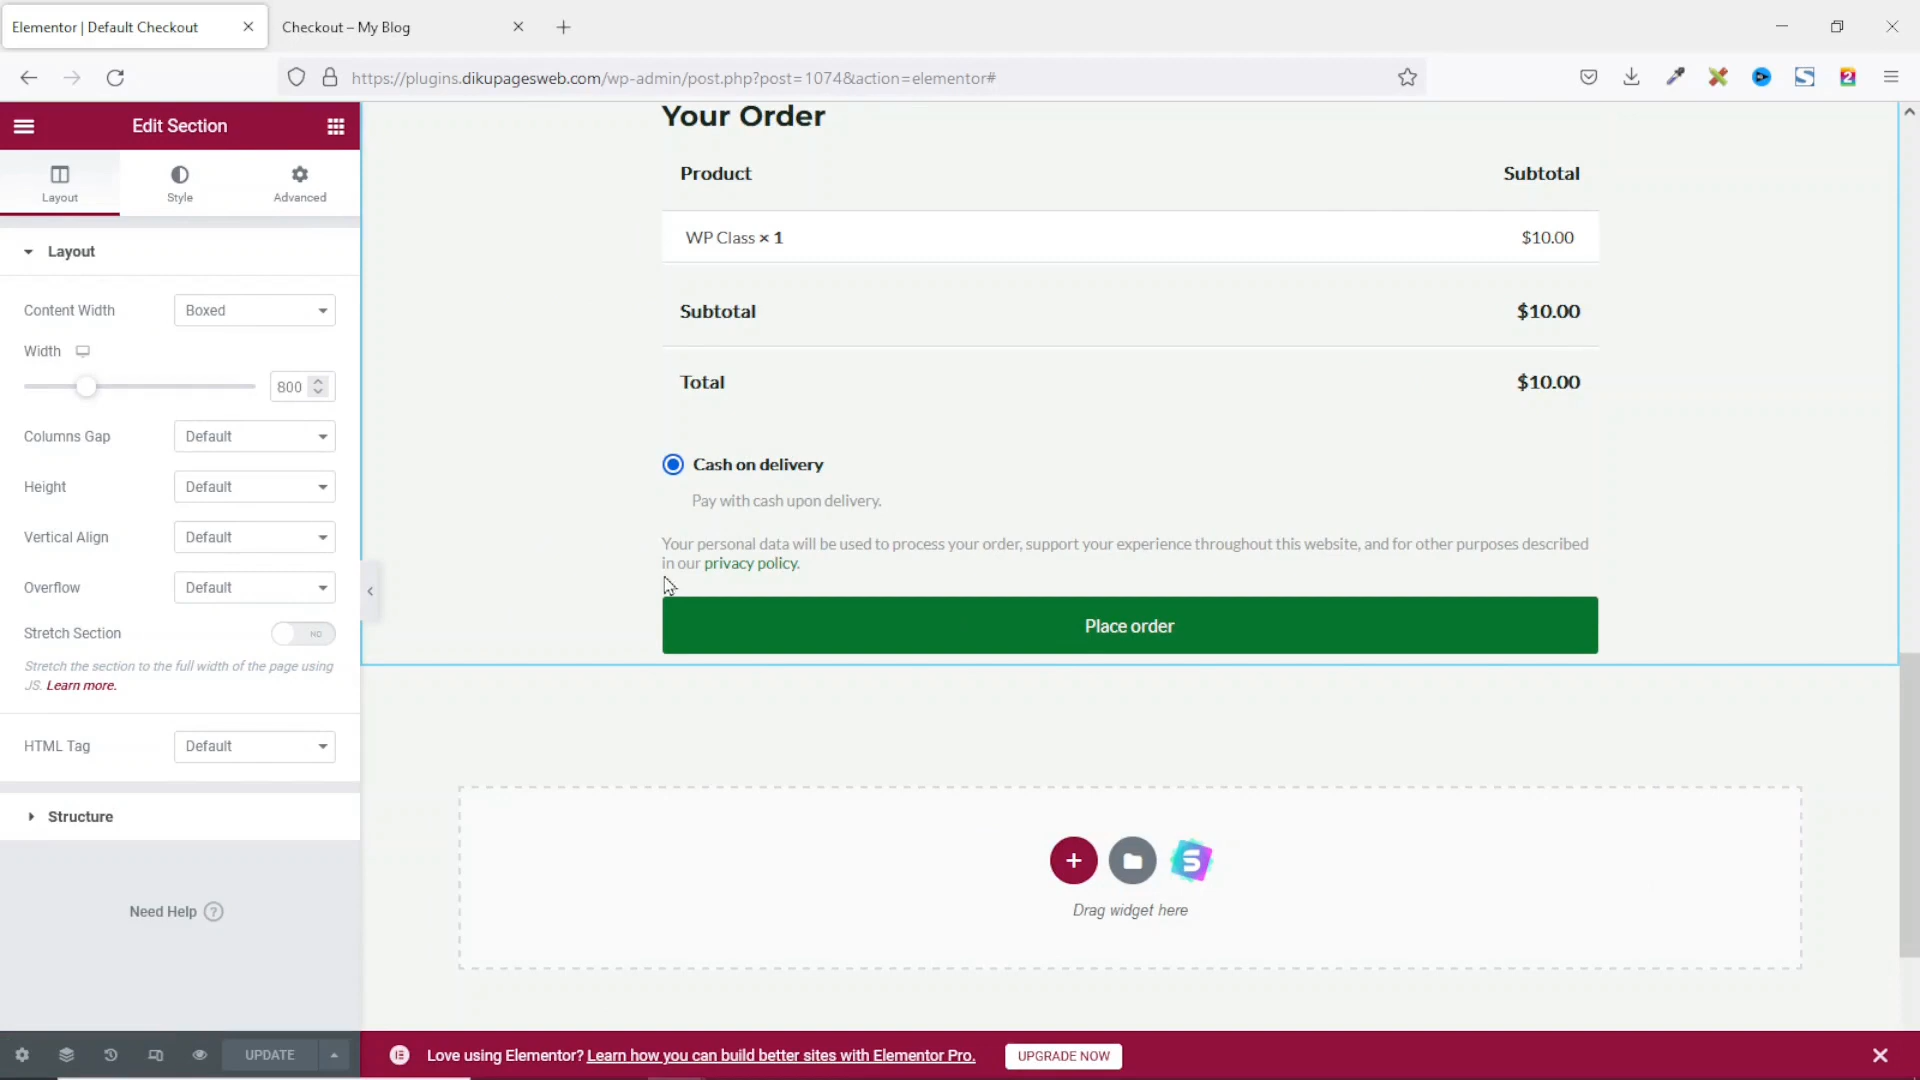 Elementor | Default Checkout
Checkout – My Blog
https://plugins.dikupagesweb.com/wp-admin/post.php?post=1074&action=elementor#
2
Edit Section
Layout
Style
Advanced
Layout
Content Width
Boxed
Width
800
Columns Gap
Default
Height
Default
Vertical Align
Default
Overflow
Default
Stretch Section
NO
Stretch the section to the full width of the page using
JS. Learn more.
HTML Tag
Default
Structure
Need Help
?
UPDATE
Your Order
Product
Subtotal
WP Class × 1
$10.00
Subtotal
$10.00
Total
$10.00
Cash on delivery
Pay with cash upon delivery.
Your personal data will be used to process your order, support your experience throughout this website, and for other purposes described
in our privacy policy.
Place order
S
Drag widget here
Love using Elementor? Learn how you can build better sites with Elementor Pro.
UPGRADE NOW